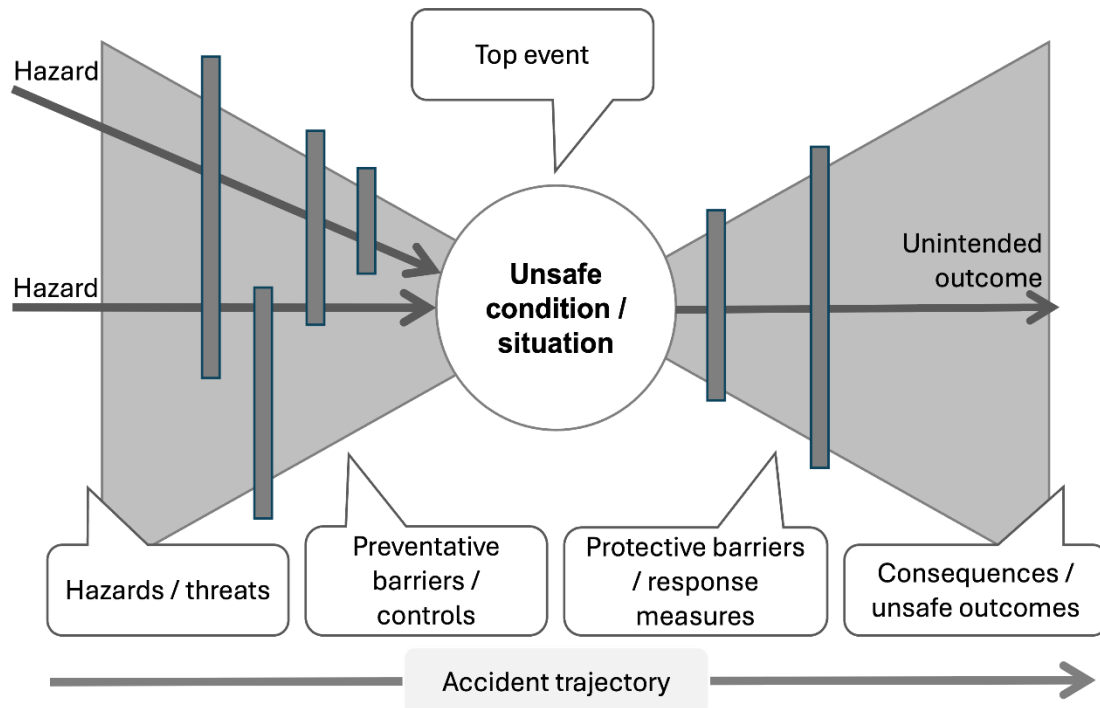 Top event
Hazard
Hazard
Unsafe
condition /
situation
Unintended
outcome
Hazards / threats
Preventative
barriers /
controls
Protective barriers
/ response
measures
Consequences /
unsafe outcomes
Accident trajectory